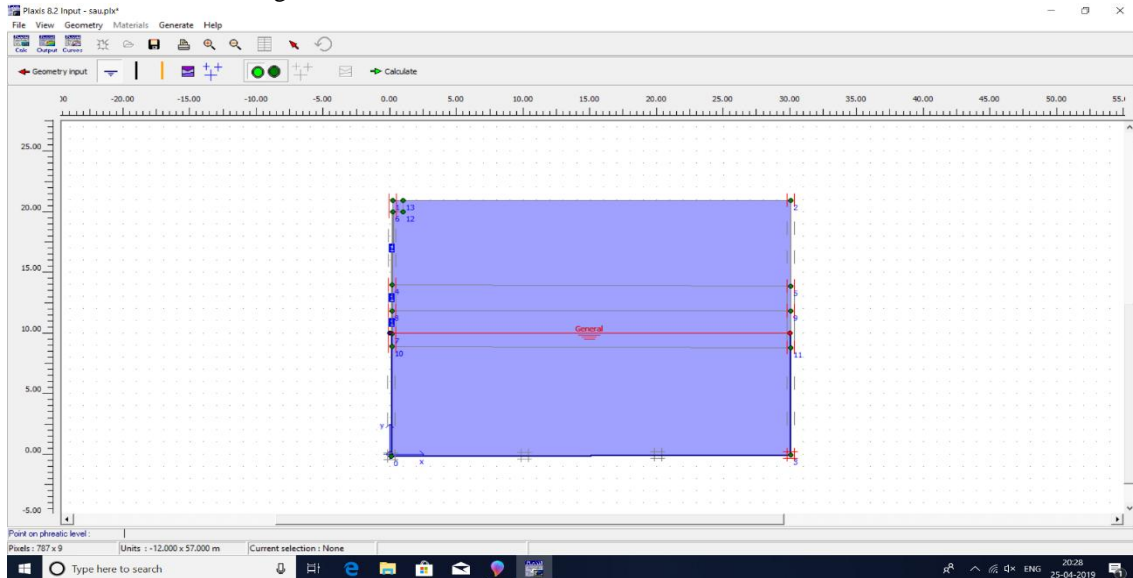 Plaxis 8.2 Input - sau.plx*
File View Geometry Materials Generate Help
Calc Output Curves
Geometry input Calculate
-20.00 -15.00 -10.00 -5.00 0.00 5.00 10.00 15.00 20.00 25.00 30.00 35.00 40.00 45.00 50.00
25.00
20.00
13 2
6 12
15.00
9
10.00
General
7
10 11
5.00
y
0.00
0 x
-5.00
Point on phreatic level :
Pixels : 787 x 9 Units : -12.000 x 57.000 m Current selection : None
Type here to search ENG 20:28
25-04-2019